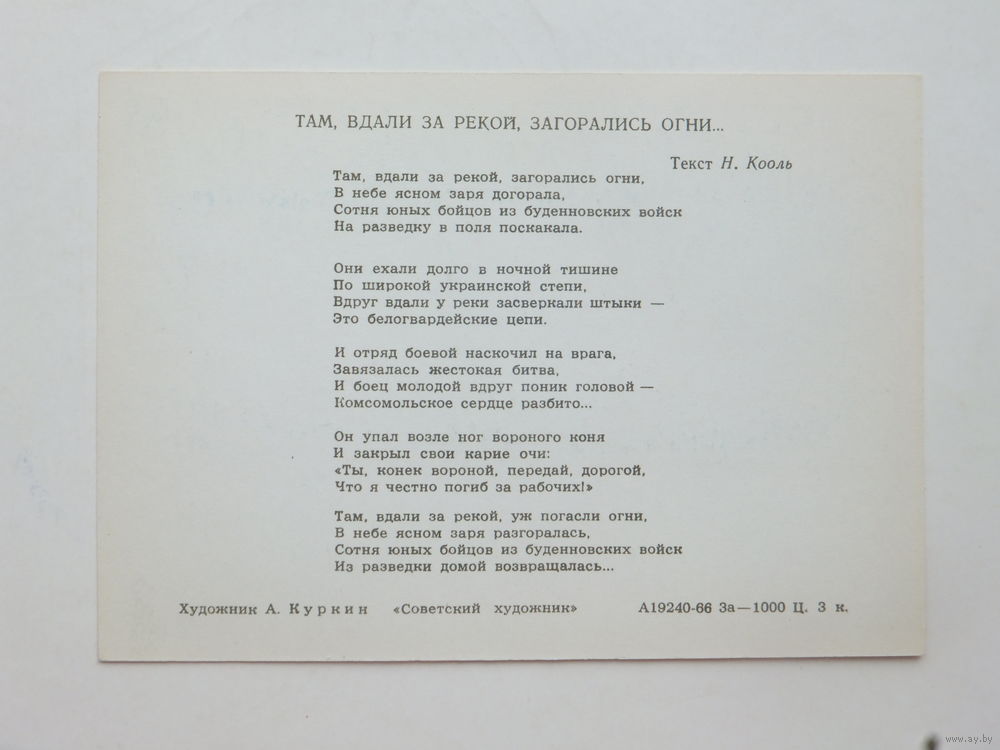 ТАМ, ВДАЛИ ЗА РЕКОЙ, ЗАГОРАЛИСЬ ОГНИ...
Текст Н. Кооль
Там, вдали за рекой, загорались огни,
В небе ясном заря догорала,
Сотня юных бойцов из буденновских войск
На разведку в поля поскакала.
Они ехали долго в ночной тишине
По широкой украинской степи,
Вдруг вдали у реки засверкали штыки —
Это белогвардейские цепи.
И отряд боевой наскочил на врага,
Завязалась жестокая битва,
И боец молодой вдруг поник головой —
Комсомольское сердце разбито...
Он упал возле ног вороного коня
И закрыл свои карие очи:
«Ты, конек вороной, передай, дорогой,
Что я честно погиб за рабочих!»
Там, вдали за рекой, уж погасли огни,
В небе ясном заря разгоралась,
Сотня юных бойцов из буденновских войск
Из разведки домой возвращалась...
Художник А. Куркин «Советский художник» А19240-66 За—1000 Ц. 3 к.
www.ay.by